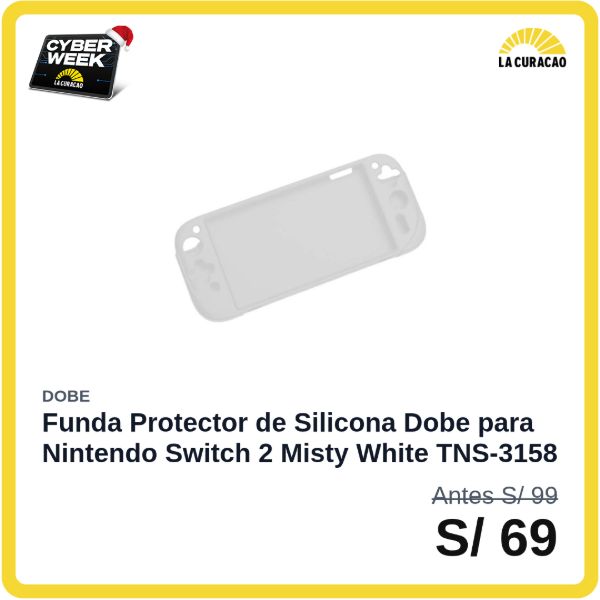 CYBER
WEEK
LA CURACAO
LA CURACAO
DOBE
Funda Protector de Silicona Dobe para
Nintendo Switch 2 Misty White TNS-3158
Antes S/ 99
S/ 69